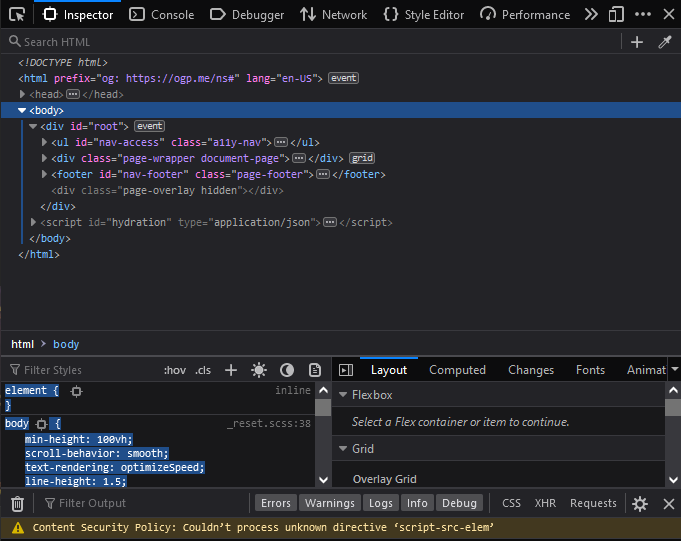 Inspector Console Debugger Network Style Editor Performance
Search HTML
<!DOCTYPE html>
<html prefix="og: https://ogp.me/ns#" lang="en-US"> event
<head> </head>
<body>
<div id="root"> event
<ul id="nav-access" class="a11y-nav"> </ul>
<div class="page-wrapper document-page"> </div> grid
<footer id="nav-footer" class="page-footer"> </footer>
<div class="page-overlay hidden"></div>
</div>
<script id="hydration" type="application/json"> </script>
</body>
</html>
html > body
Filter Styles :hov .cls
Layout Computed Changes Fonts Animat
element { inline
}
body { _reset.scss:38
min-height: 100vh;
scroll-behavior: smooth;
text-rendering: optimizeSpeed;
line-height: 1.5;
Flexbox
Select a Flex container or item to continue.
Grid
Overlay Grid
Filter Output Errors Warnings Logs Info Debug CSS XHR Requests
Content Security Policy: Couldn’t process unknown directive ‘script-src-elem’